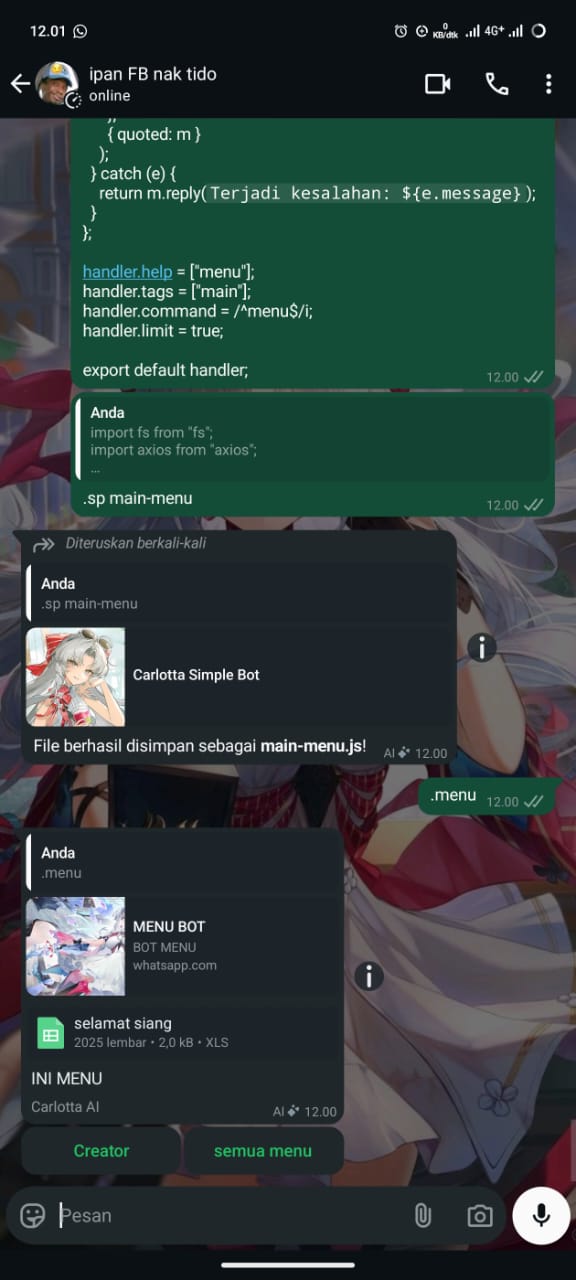 12.01
0
KB/dtk
4G+
ipan FB nak tido
online
};
{ quoted: m }
);
} catch (e) {
return m.reply(Terjadi kesalahan: ${e.message});
}
};
handler.help = ["menu"];
handler.tags = ["main"];
handler.command = /^menu$/i;
handler.limit = true;
export default handler;
12.00
Anda
import fs from "fs";
import axios from "axios";
...
.sp main-menu
12.00
Diteruskan berkali-kali
Anda
.sp main-menu
Carlotta Simple Bot
File berhasil disimpan sebagai main-menu.js!
AI 12.00
.menu
12.00
Anda
.menu
MENU BOT
BOT MENU
whatsapp.com
selamat siang
2025 lembar • 2,0 kB • XLS
INI MENU
Carlotta AI
AI 12.00
Creator
semua menu
Pesan